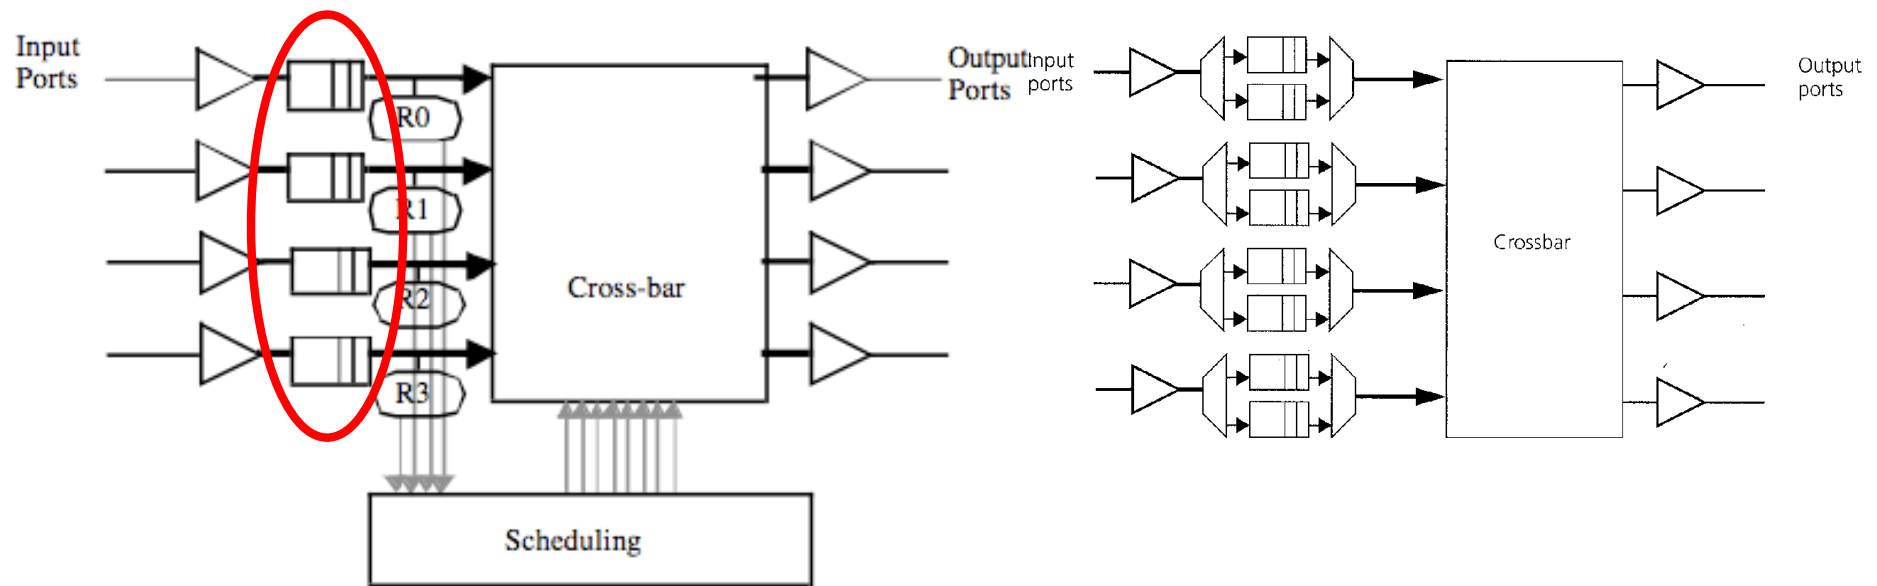 Input
Ports
R0
R1
R2
R3
Cross-bar
Scheduling
Output
Ports
Input
ports
Crossbar
Output
ports